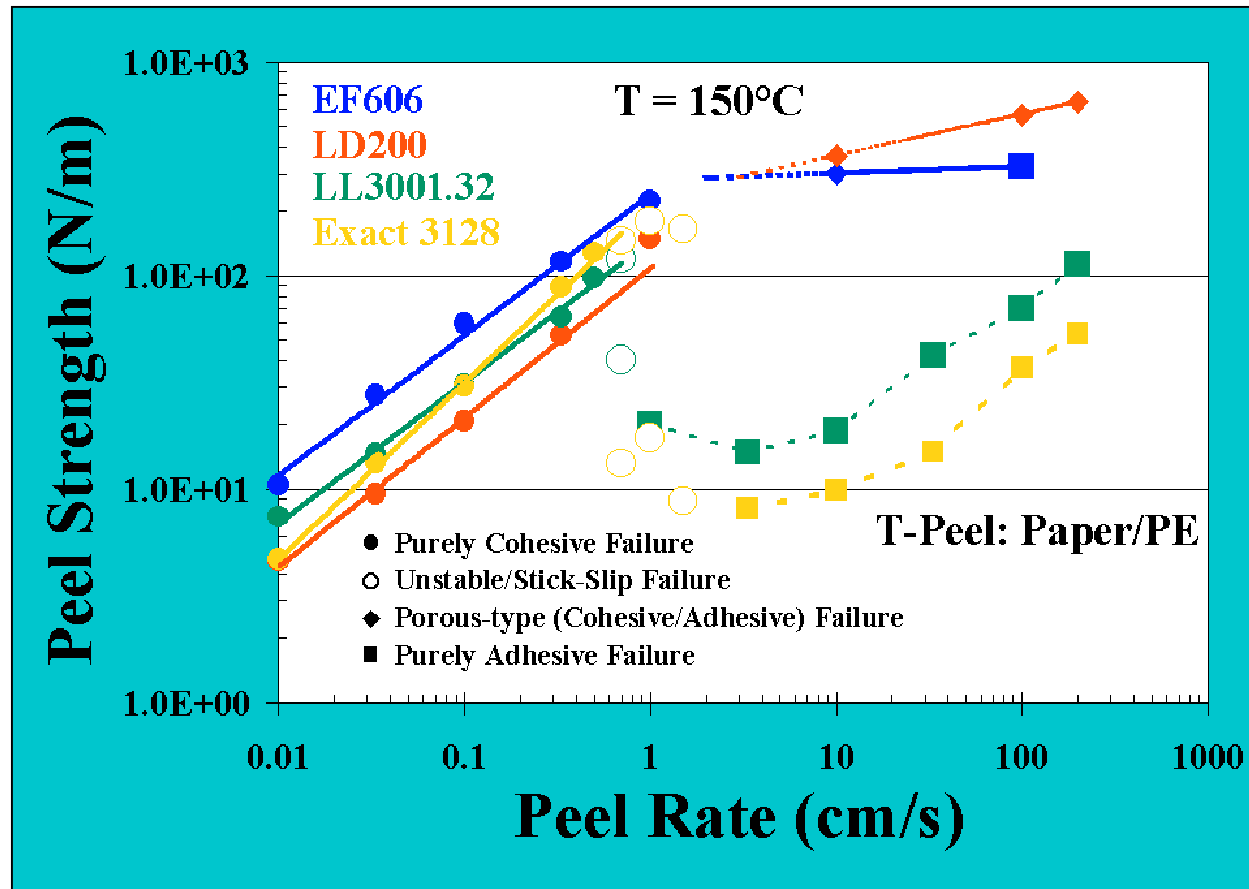 1.0E+03
EF606
T = 150°C
LD200
LL3001.32
Exact 3128
1.0E+02
Peel Strength (N/m)
1.0E+01
T-Peel: Paper/PE
Purely Cohesive Failure
Unstable/Stick-Slip Failure
Porous-type (Cohesive/Adhesive) Failure
Purely Adhesive Failure
1.0E+00
0.01 0.1 1 10 100 1000
Peel Rate (cm/s)